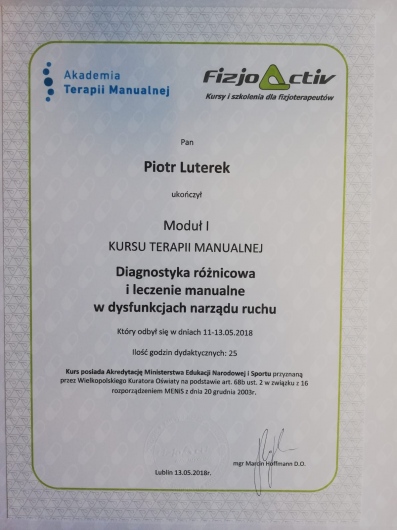 Akademia
Terapii Manualnej
FizjoActiv
Kursy i szkolenia dla fizjoterapeutów
Pan
Piotr Luterek
ukończył
Moduł I
KURSU TERAPII MANUALNEJ
Diagnostyka różnicowa
i leczenie manualne
w dysfunkcjach narządu ruchu
Który odbył się w dniach 11-13.05.2018
Ilość godzin dydaktycznych: 25
Kurs posiada Akredytację Ministerstwa Edukacji Narodowej i Sportu przyznaną
przez Wielkopolskiego Kuratora Oświaty na podstawie art. 68b ust. 2 w związku z 16
rozporządzeniem MENiS z dnia 20 grudnia 2003r.
mgr Marcin Hoffmann D.O.
Lublin 13.05.2018r.